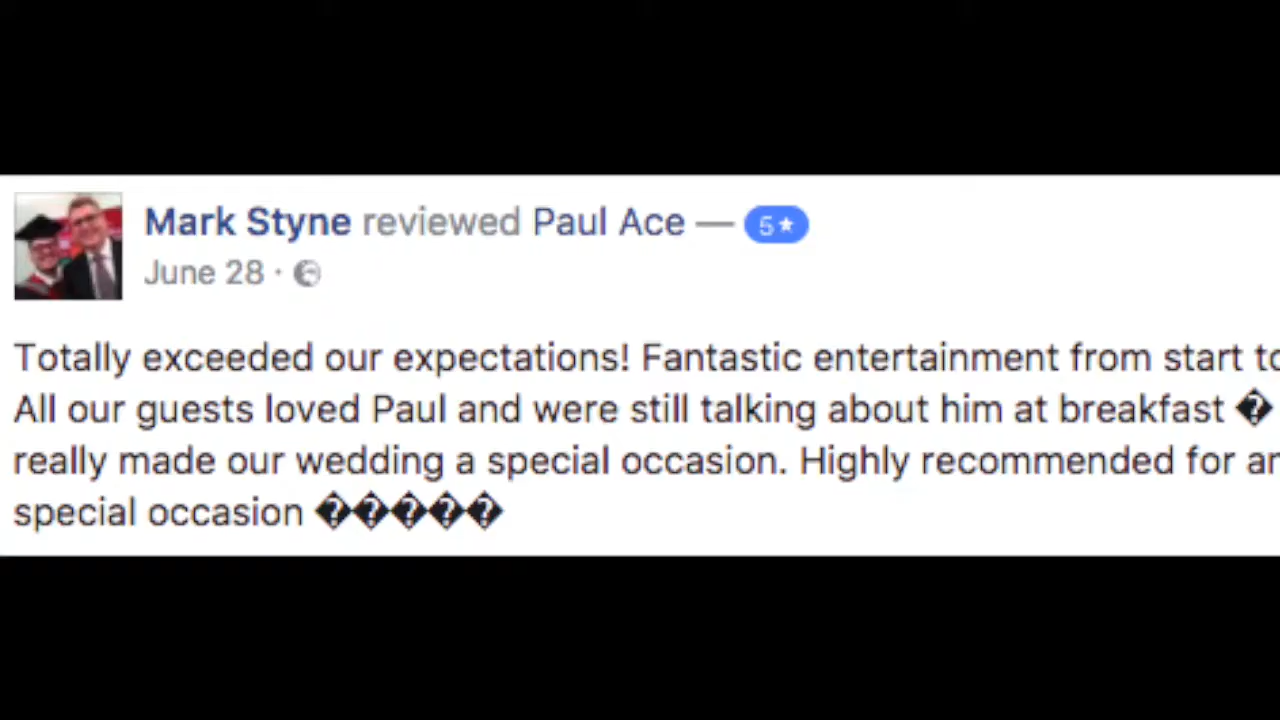 Mark Styne reviewed Paul Ace — 5★
June 28 ·
Totally exceeded our expectations! Fantastic entertainment from start
All our guests loved Paul and were still talking about him at breakfast �
really made our wedding a special occasion. Highly recommended for
special occasion �����